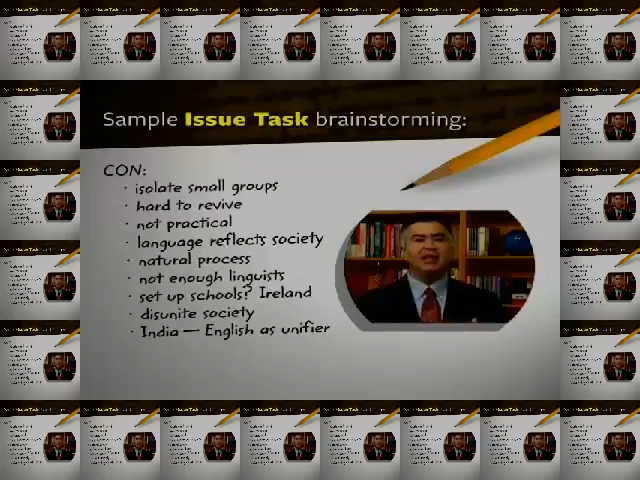 Sample Issue Task brainstorming:
CON:
· isolate small groups
· hard to revive
· not practical
· language reflects society
· natural process
· not enough linguists
· set up schools? Ireland
· disunite society
· India — English as unifier